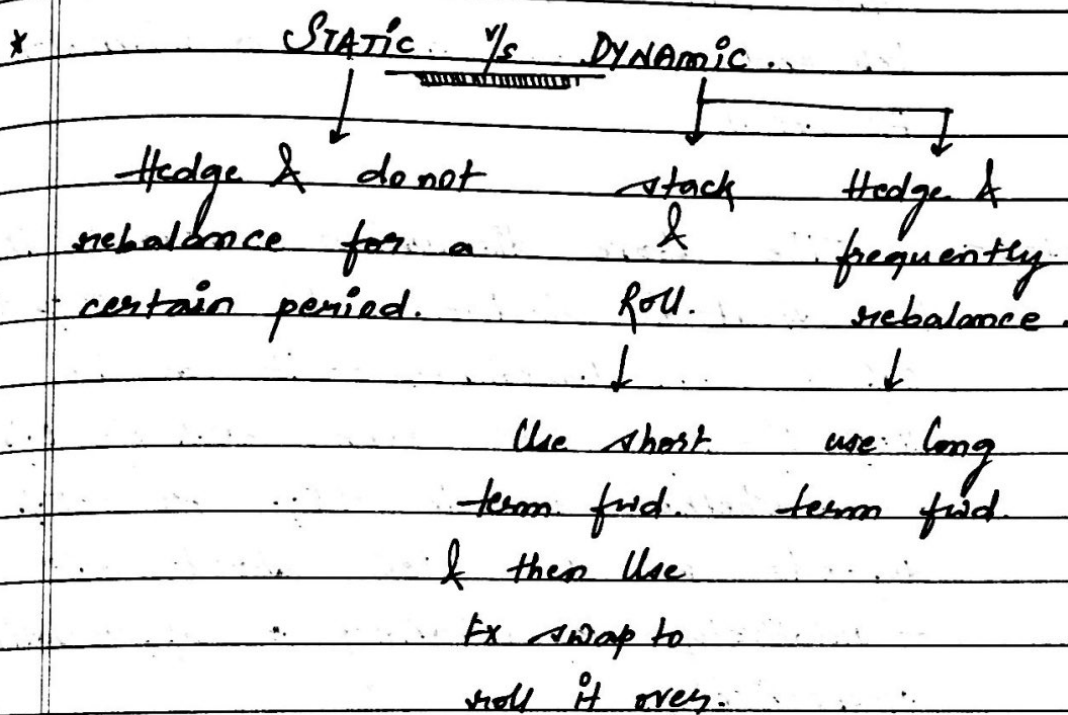 * STATIC v/s DYNAMIC.
Hedge & do not stack Hedge &
rebalance for a & frequently
certain period. Roll. rebalance.
Use short use long
term fwd. term fwd.
& then Use
FX swap to
roll it over.